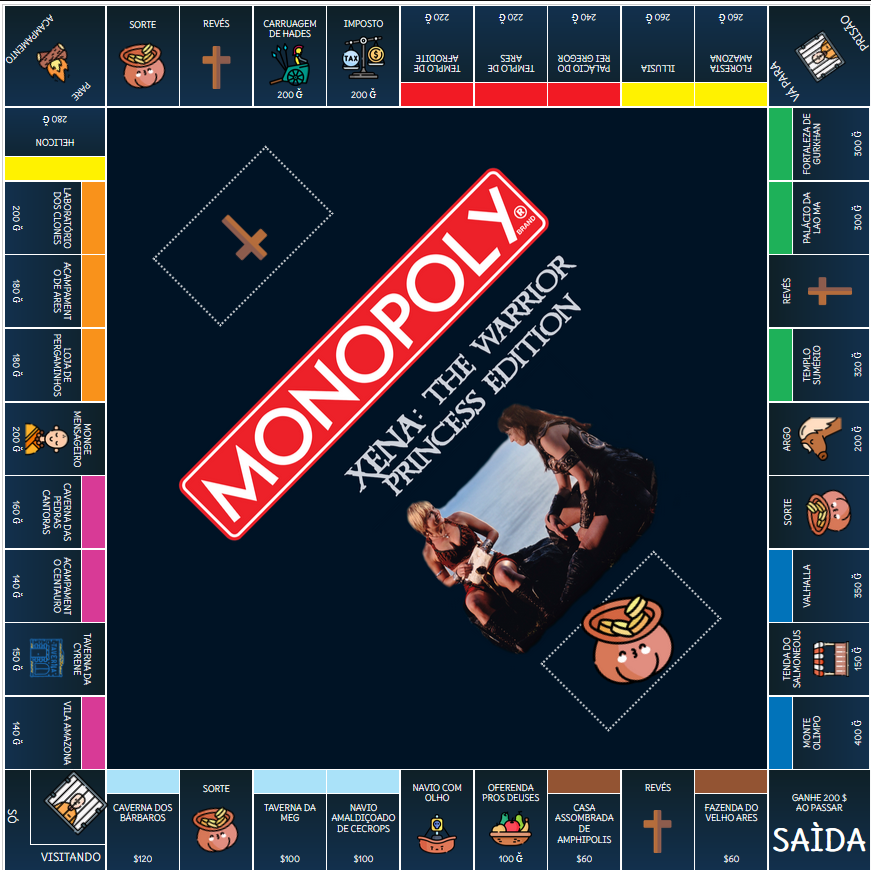 ACAMPAMENTO
PARE
SORTE
REVÉS
CARRUAGEM
DE HADES
200 Ğ
IMPOSTO
TAX
200 Ğ
220 Ğ
TEMPLO DE
AFRODITE
220 Ğ
TEMPLO DE
ARES
240 Ğ
PALÁCIO DO
REI GREGOR
260 Ğ
ILLUSIA
260 Ğ
FLORESTA
AMAZONA
VÁ PARA
PRISÃO
280 Ğ
HELICON
LABORATÓRIO
DOS CLONES
200 Ğ
ACAMPAMENT
O DE ARES
180 Ğ
LOJA DE
PERGAMINHOS
180 Ğ
MONGE
MENSAGEIRO
200 Ğ
CAVERNA DAS
PEDRAS
CANTORAS
160 Ğ
ACAMPAMENT
O CENTAURO
140 Ğ
TAVERNA DA
CYRENE
TAVERNA
150 Ğ
VILA AMAZONA
140 Ğ
MONOPOLY®
BRAND
XENA: THE WARRIOR
PRINCESS EDITION
FORTALEZA DE
GURKHAN
300 Ğ
PALÁCIO DA
LAO MA
300 Ğ
REVÉS
TEMPLO
SUMÉRIO
320 Ğ
ARGO
200 Ğ
SORTE
VALHALLA
350 Ğ
TENDA DO
SALMONEOUS
150 Ğ
MONTE
OLIMPO
400 Ğ
SÓ
VISITANDO
CAVERNA DOS
BÁRBAROS
$120
SORTE
TAVERNA DA
MEG
$100
NAVIO
AMALDIÇOADO
DE CECROPS
$100
NAVIO COM
OLHO
OFERENDA
PROS DEUSES
100 Ğ
CASA
ASSOMBRADA
DE
AMPHIPOLIS
$60
REVÉS
FAZENDA DO
VELHO ARES
$60
GANHE 200 $
AO PASSAR
SAÌDA